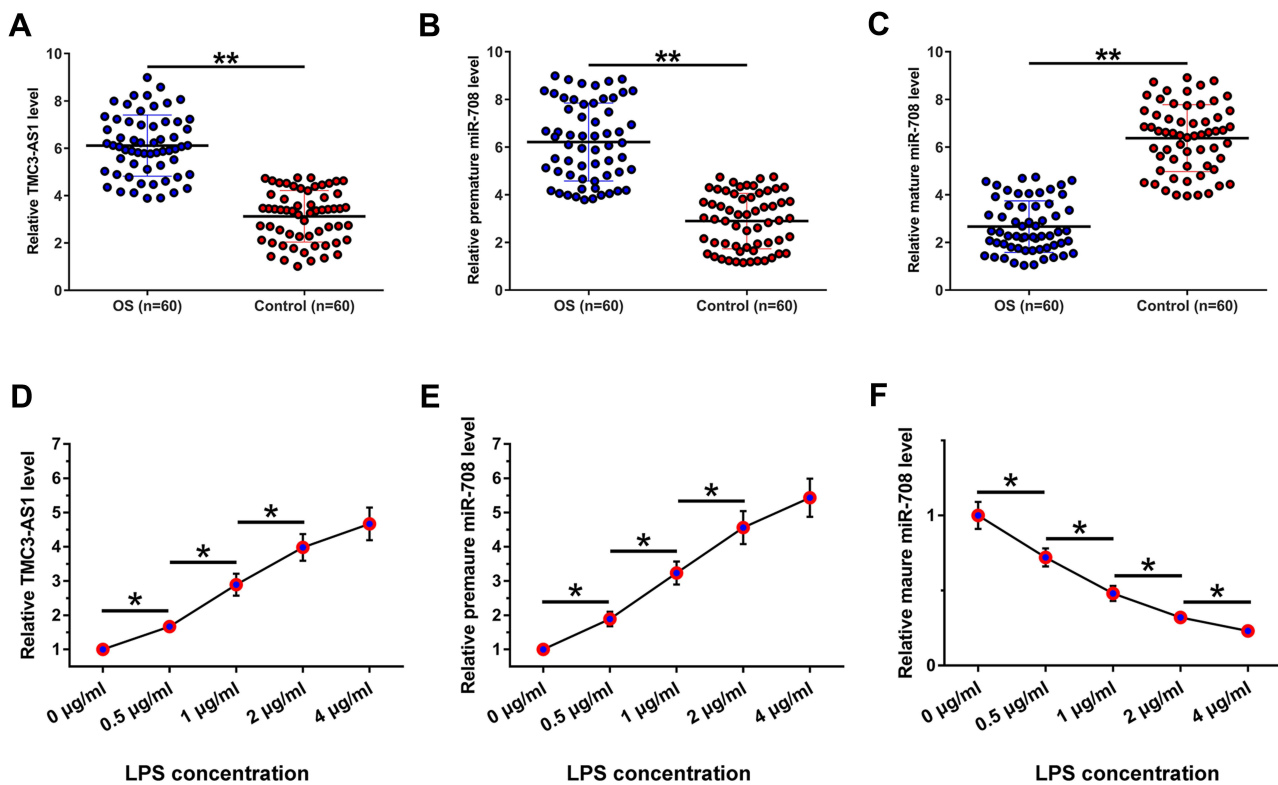 A
Relative TMC3-AS1 level
10
8
6
4
2
0
**
OS (n=60)
Control (n=60)
B
Relative premature miR-708 level
10
8
6
4
2
0
**
OS (n=60)
Control (n=60)
C
Relative mature miR-708 level
10
8
6
4
2
0
**
OS (n=60)
Control (n=60)
D
Relative TMC3-AS1 level
7
6
5
4
3
2
1
*
*
*
0 µg/ml
0.5 µg/ml
1 µg/ml
2 µg/ml
4 µg/ml
LPS concentration
E
Relative premaure miR-708 level
7
6
5
4
3
2
1
*
*
*
0 µg/ml
0.5 µg/ml
1 µg/ml
2 µg/ml
4 µg/ml
LPS concentration
F
Relative maure miR-708 level
1
0
*
*
*
*
0 µg/ml
0.5 µg/ml
1 µg/ml
2 µg/ml
4 µg/ml
LPS concentration